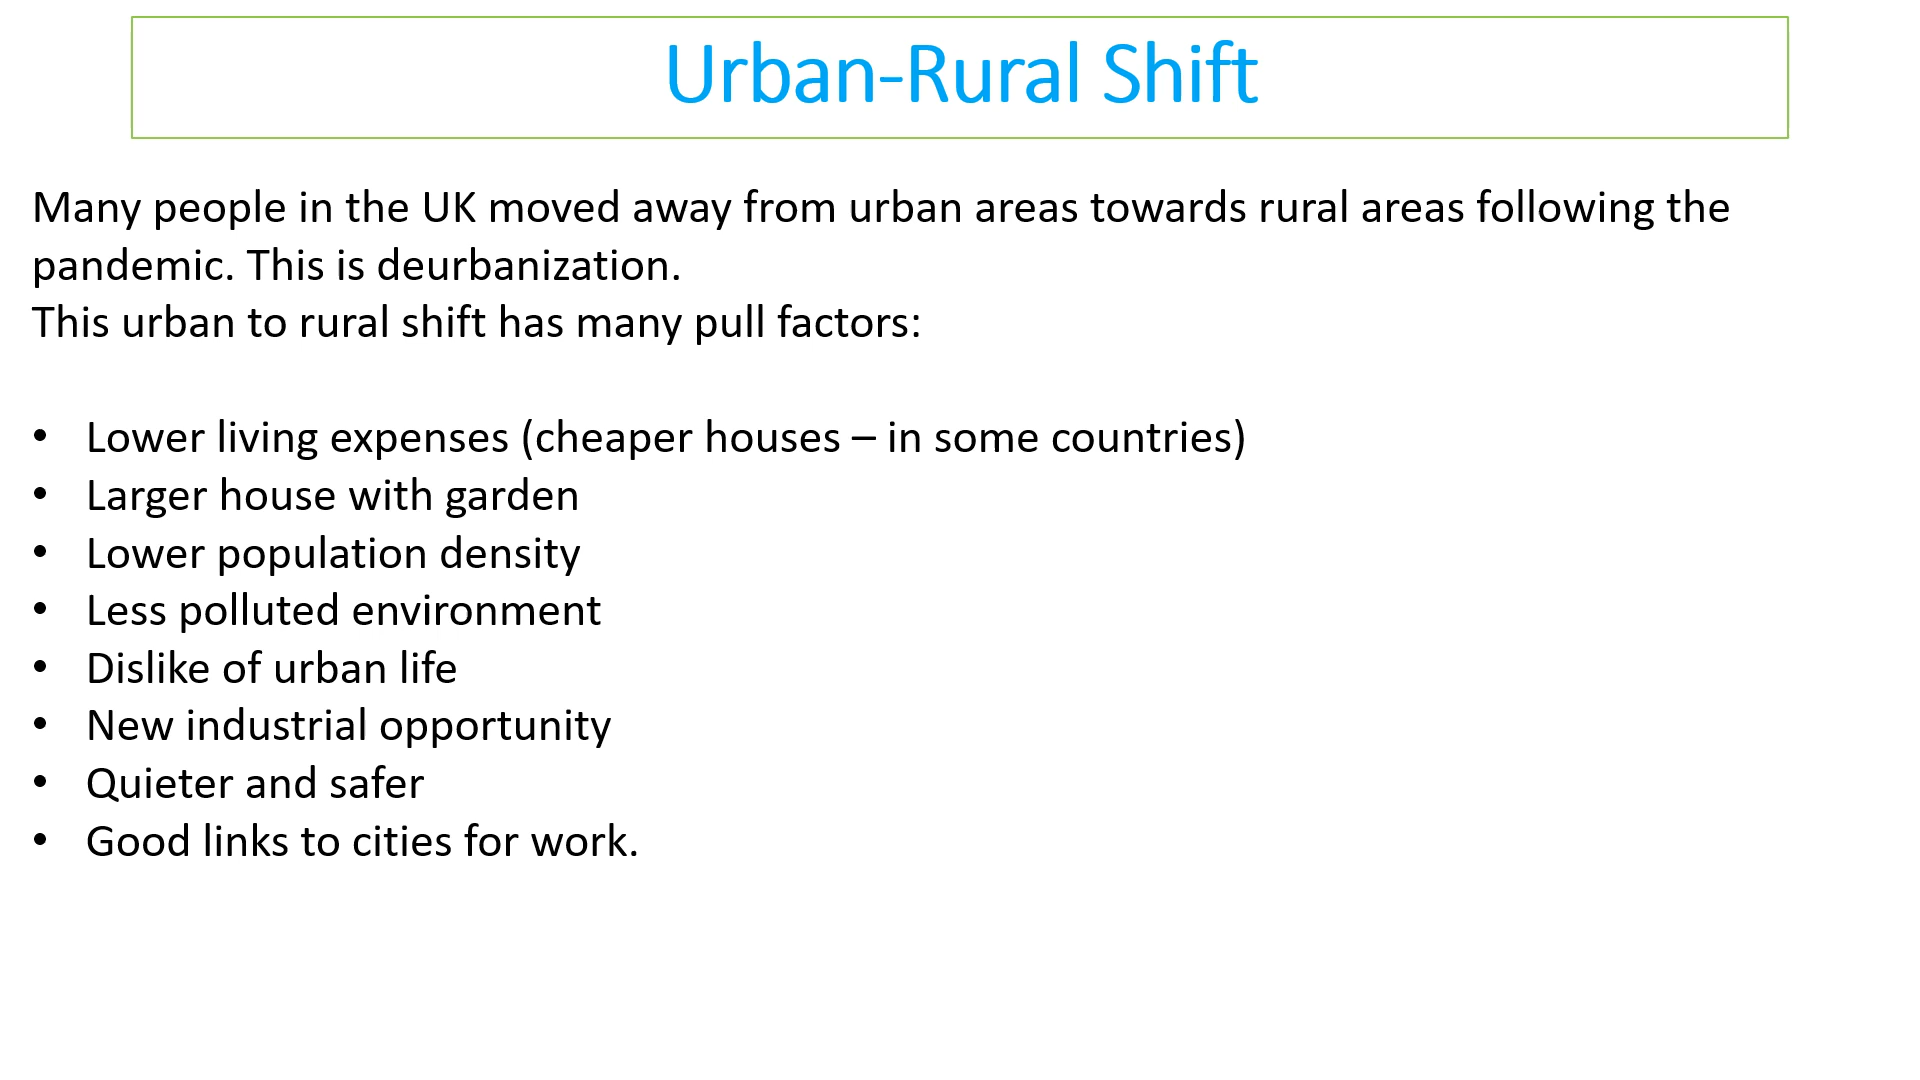 Urban-Rural Shift
Many people in the UK moved away from urban areas towards rural areas following the
pandemic. This is deurbanization.
This urban to rural shift has many pull factors:
• Lower living expenses (cheaper houses – in some countries)
• Larger house with garden
• Lower population density
• Less polluted environment
• Dislike of urban life
• New industrial opportunity
• Quieter and safer
• Good links to cities for work.